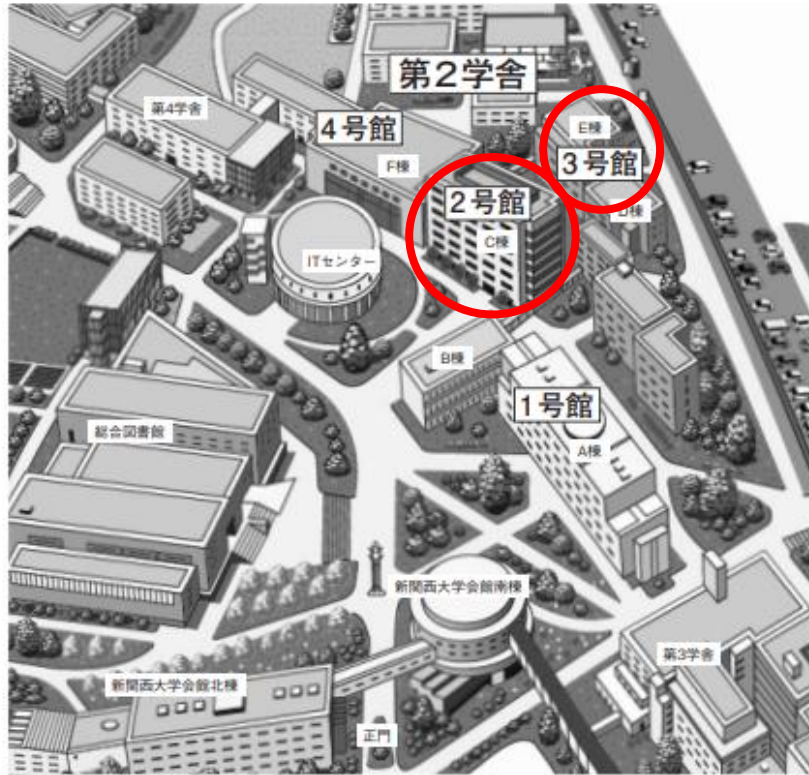 第2学舎
第4学舎
4号館
E棟
3号館
F棟
2号館
D棟
C棟
ITセンター
B棟
1号館
総合図書館
A棟
新関西大学会館南棟
第3学舎
新関西大学会館北棟
正門